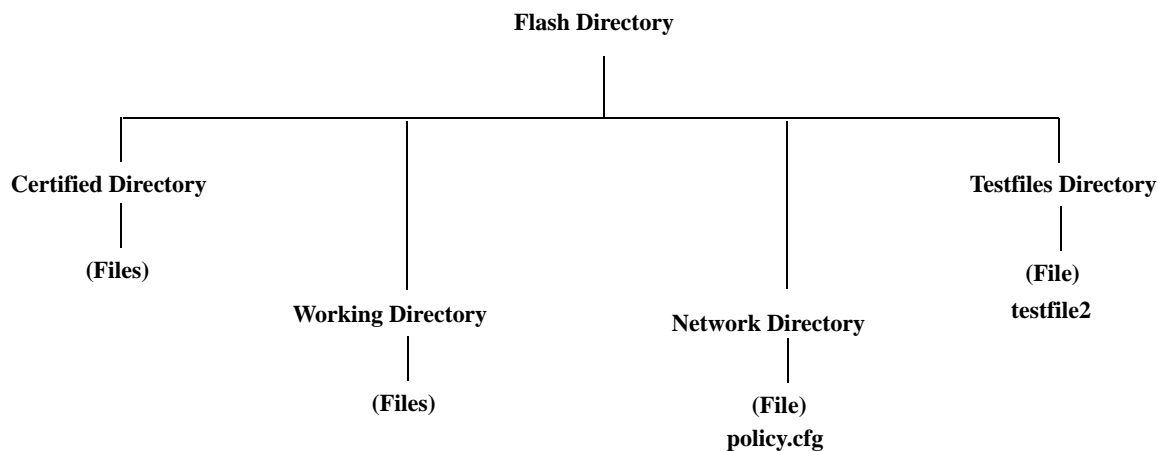 Flash Directory
Certified Directory
(Files)
Working Directory
(Files)
Network Directory
(File)
policy.cfg
Testfiles Directory
(File)
testfile2